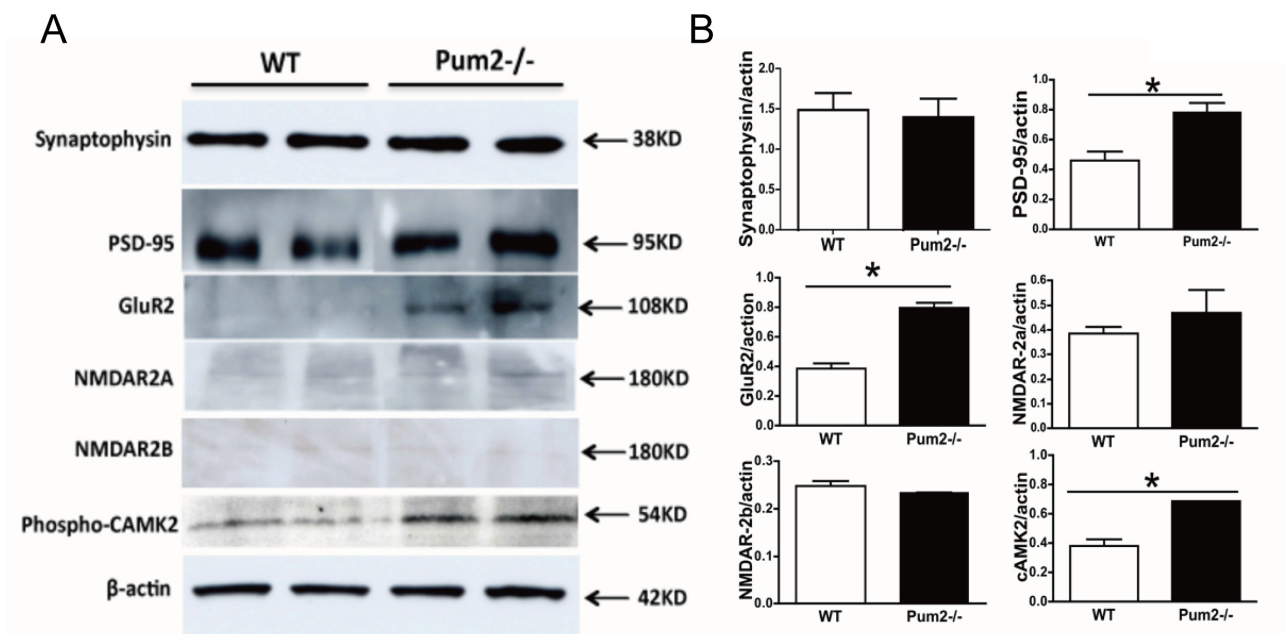 A
WT Pum2-/-
Synaptophysin 38KD
PSD-95 95KD
GluR2 108KD
NMDAR2A 180KD
NMDAR2B 180KD
Phospho-CAMK2 54KD
β-actin 42KD
B
Synaptophysin/actin
2.0
1.5
1.0
0.5
0.0
WT Pum2-/-
PSD-95/actin
1.0
0.8
0.6
0.4
0.2
0.0
*
WT Pum2-/-
GluR2/action
1.0
0.8
0.6
0.4
0.2
0.0
*
WT Pum2-/-
NMDAR-2a/actin
0.6
0.5
0.4
0.3
0.2
0.1
0.0
WT Pum2-/-
NMDAR-2b/actin
0.3
0.2
0.1
0.0
WT Pum2-/-
cAMK2/actin
1.0
0.8
0.6
0.4
0.2
0.0
*
WT Pum2-/-